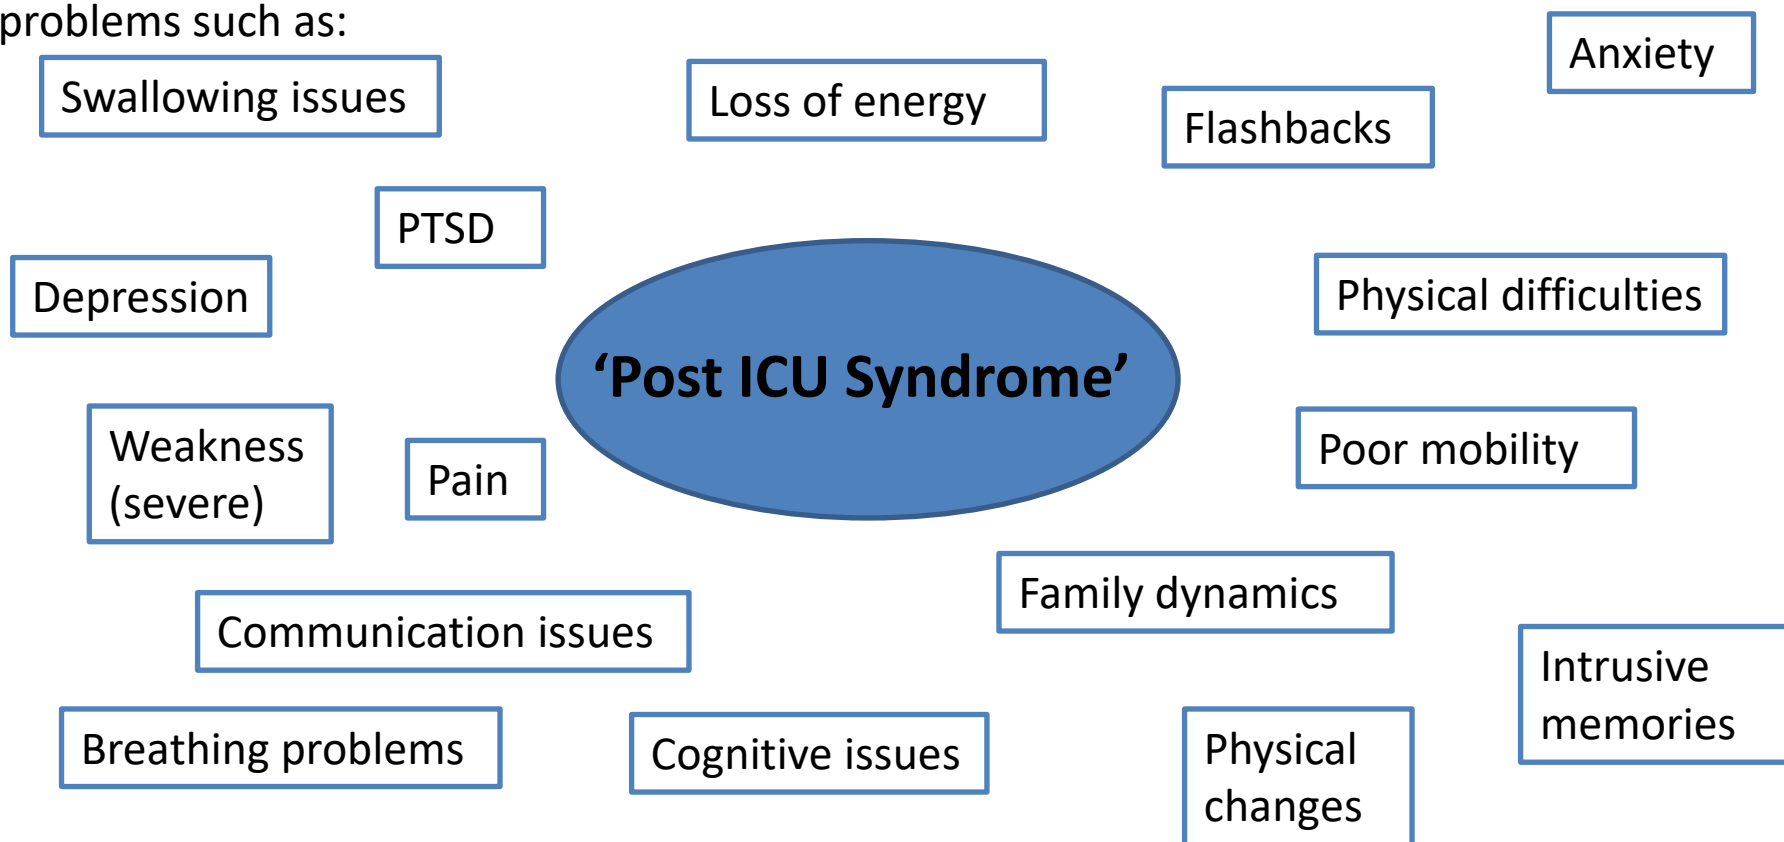 problems such as:
Anxiety
Swallowing issues
Loss of energy
Flashbacks
PTSD
Depression
Physical difficulties
‘Post ICU Syndrome’
Weakness
(severe)
Pain
Poor mobility
Family dynamics
Communication issues
Intrusive
memories
Breathing problems
Cognitive issues
Physical
changes